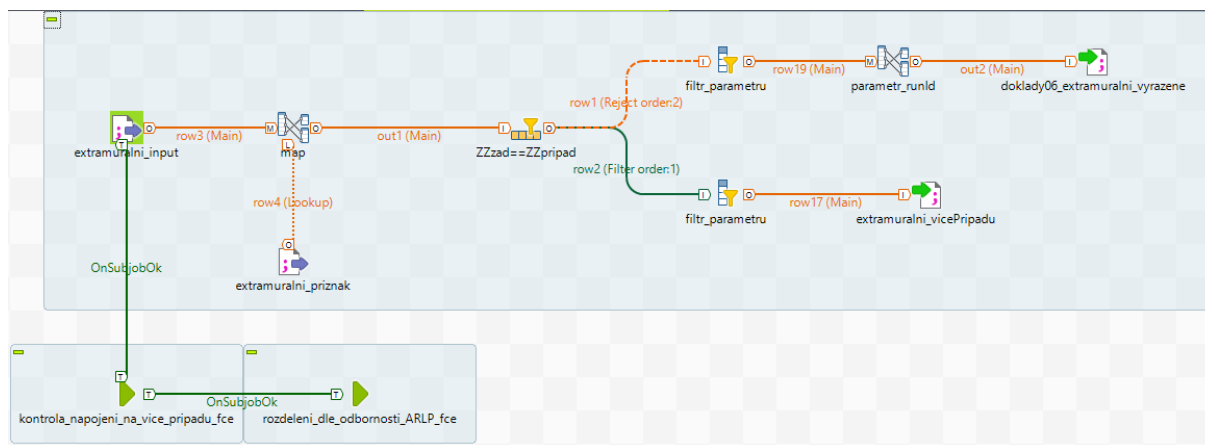 row19 (Main)
out2 (Main)
filtr_parametru
parametr_runId
doklady06_extramuralni_vyrazene
row1 (Reject order:2)
row3 (Main)
out1 (Main)
extramuralni_input
map
ZZzad==ZZpripad
row2 (Filter order:1)
row4 (Lookup)
row17 (Main)
filtr_parametru
extramuralni_vicePripadu
OnSubjobOk
extramuralni_priznak
OnSubjobOk
kontrola_napojeni_na_vice_pripadu_fce
rozdeleni_dle_odbornosti_ARLP_fce